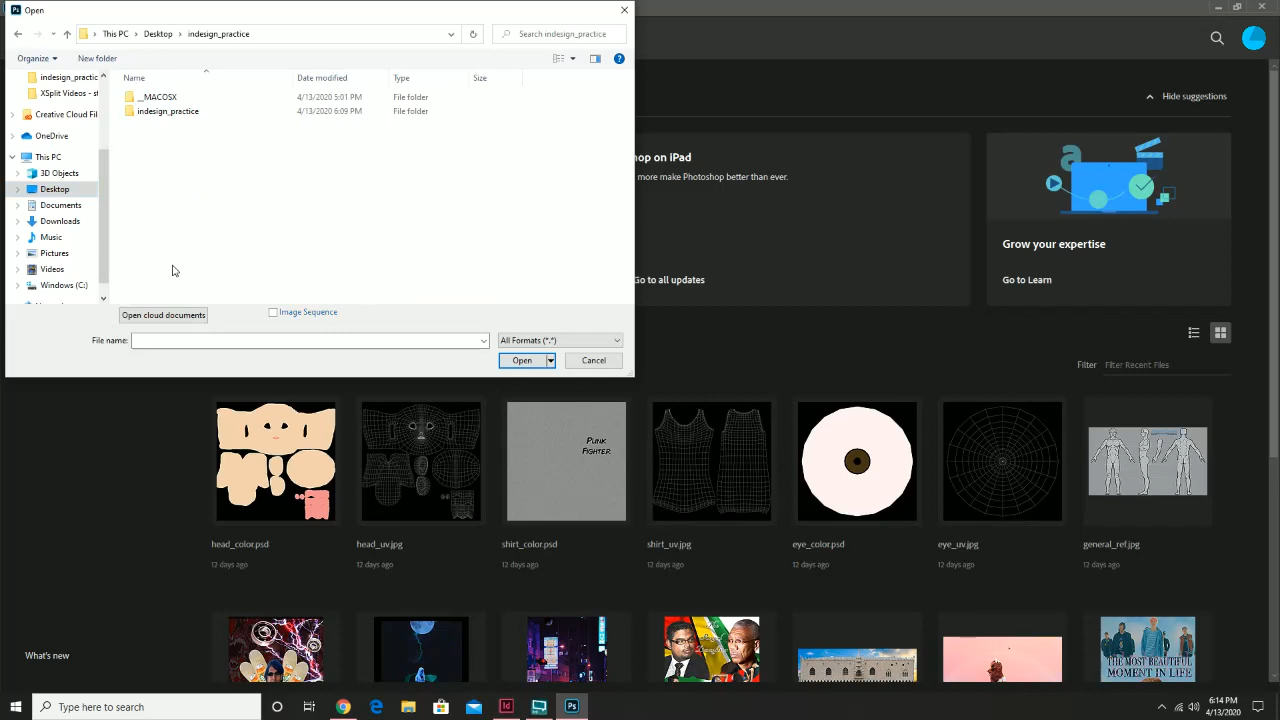 Ps Open
This PC > Desktop > indesign_practice
Search indesign_practice
Organize
New folder
Name
Date modified
Type
Size
indesign_practic
XSplit Videos - st
Creative Cloud Fil
OneDrive
This PC
3D Objects
Desktop
Documents
Downloads
Music
Pictures
Videos
Windows (C:)
__MACOSX 4/13/2020 5:01 PM File folder
indesign_practice 4/13/2020 6:09 PM File folder
Open cloud documents
Image Sequence
File name:
All Formats (*.*)
Open
Cancel
Hide suggestions
hop on iPad
more make Photoshop better than ever.
Go to all updates
a
Grow your expertise
Go to Learn
Filter Filter Recent Files
PUNK
FIGHTER
head_color.psd
12 days ago
head_uv.jpg
12 days ago
shirt_color.psd
12 days ago
shirt_uv.jpg
12 days ago
eye_color.psd
12 days ago
eye_uv.jpg
12 days ago
general_ref.jpg
12 days ago
THE MOST BEAUTIFUL
MOMENT IN LIFE
What's new
Type here to search
Id
Ps
6:14 PM
4/13/2020